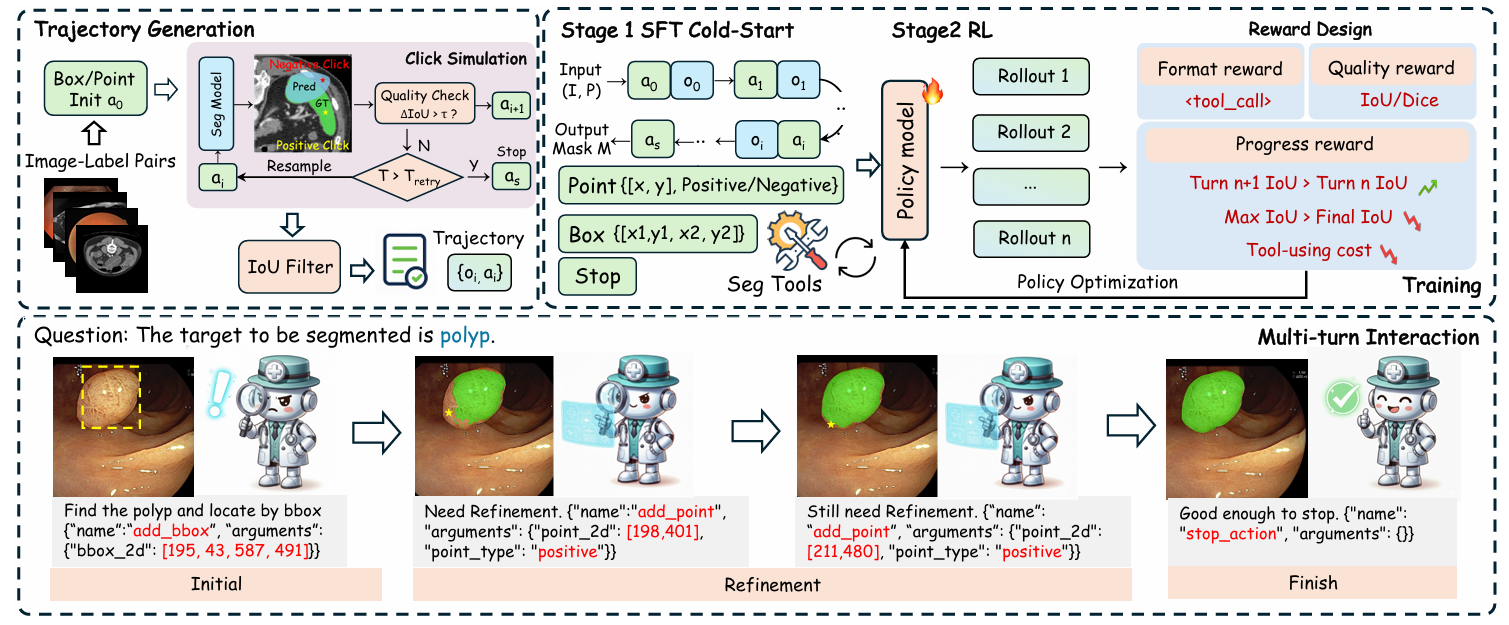 Trajectory Generation
Box/Point
Init a0
Image-Label Pairs
Click Simulation
Seg Model
Negative Click
Pred
GT
Positive Click
Quality Check
ΔIoU > τ ?
ai+1
N
Resample
ai
T > Tretry
Y
Stop
as
IoU Filter
Trajectory
{oi, ai}
Stage 1 SFT Cold-Start
Input
(I, P)
a0
o0
a1
o1
..
Output
Mask M
as
..
oi
ai
Point {[x, y], Positive/Negative}
Box {[x1,y1, x2, y2]}
Stop
Seg Tools
Stage2 RL
Policy model
Rollout 1
Rollout 2
...
Rollout n
Policy Optimization
Reward Design
Format reward
<tool_call>
Quality reward
IoU/Dice
Progress reward
Turn n+1 IoU > Turn n IoU
Max IoU > Final IoU
Tool-using cost
Training
Question: The target to be segmented is polyp.
Multi-turn Interaction
Find the polyp and locate by bbox
{"name":"add_bbox", "arguments":
{"bbox_2d": [195, 43, 587, 491]}}
Initial
Need Refinement. {"name":"add_point",
"arguments": {"point_2d": [198,401],
"point_type": "positive"}}
Still need Refinement. {"name":
"add_point", "arguments": {"point_2d":
[211,480], "point_type": "positive"}}
Refinement
Good enough to stop. {"name":
"stop_action", "arguments": {}}
Finish